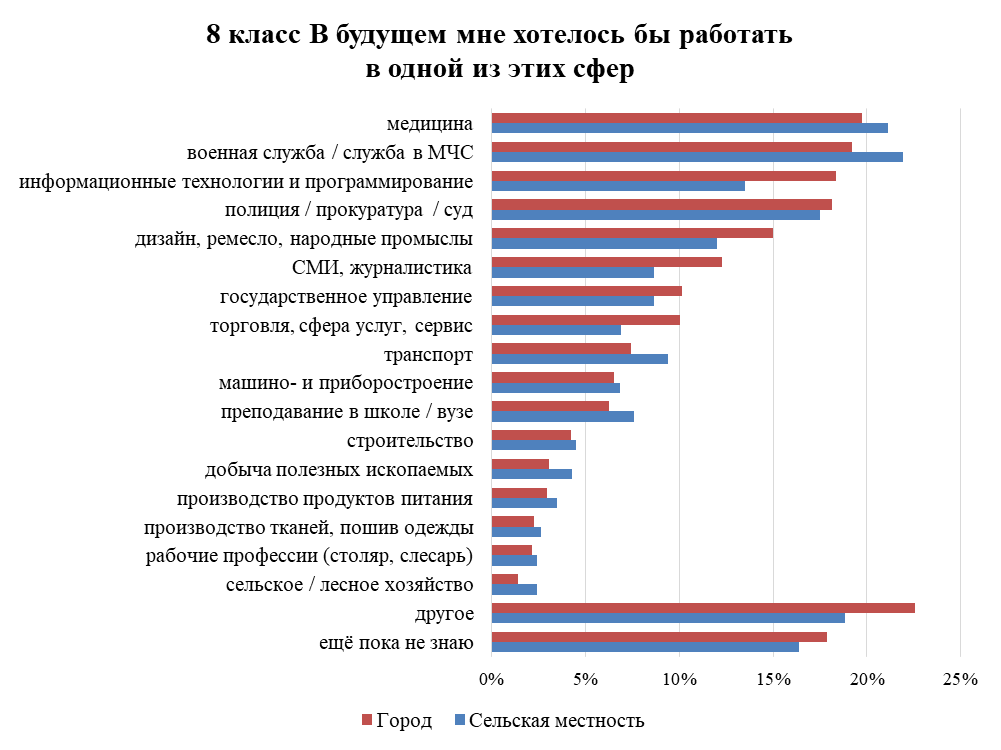 8 класс В будущем мне хотелось бы работать
в одной из этих сфер
медицина
военная служба / служба в МЧС
информационные технологии и программирование
полиция / прокуратура / суд
дизайн, ремесло, народные промыслы
СМИ, журналистика
государственное управление
торговля, сфера услуг, сервис
транспорт
машино- и приборостроение
преподавание в школе / вузе
строительство
добыча полезных ископаемых
производство продуктов питания
производство тканей, пошив одежды
рабочие профессии (столяр, слесарь)
сельское / лесное хозяйство
другое
ещё пока не знаю
0% 5% 10% 15% 20% 25%
Город Сельская местность